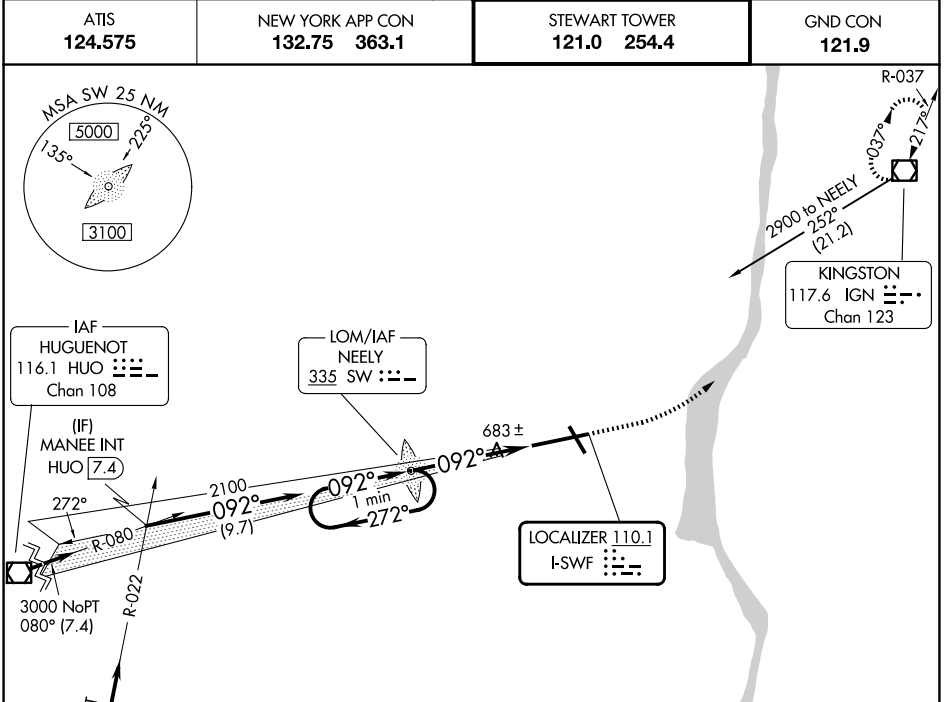 ATIS
124.575
NEW YORK APP CON
132.75 363.1
STEWART TOWER
121.0 254.4
GND CON
121.9
MSA SW 25 NM
5000
135°
225°
3100
R-037
037°
217°
2900 to NEELY
252°
(21.2)
KINGSTON
117.6 IGN
Chan 123
IAF
HUGUENOT
116.1 HUO
Chan 108
LOM/IAF
NEELY
335 SW
(IF)
MANEE INT
HUO 7.4
683 ±
272°
2100
092°
(9.7)
092°
1 min
272°
092°
R-080
R-022
3000 NoPT
080° (7.4)
LOCALIZER 110.1
I-SWF